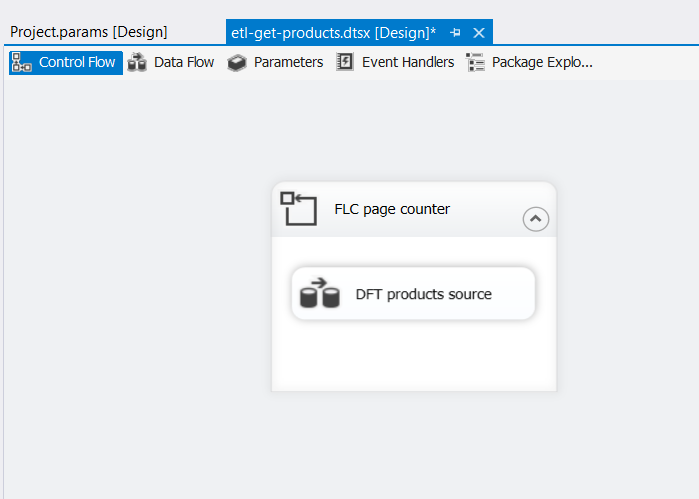 Project.params [Design] etl-get-products.dtsx [Design]*
Control Flow Data Flow Parameters Event Handlers Package Explo...
FLC page counter
DFT products source